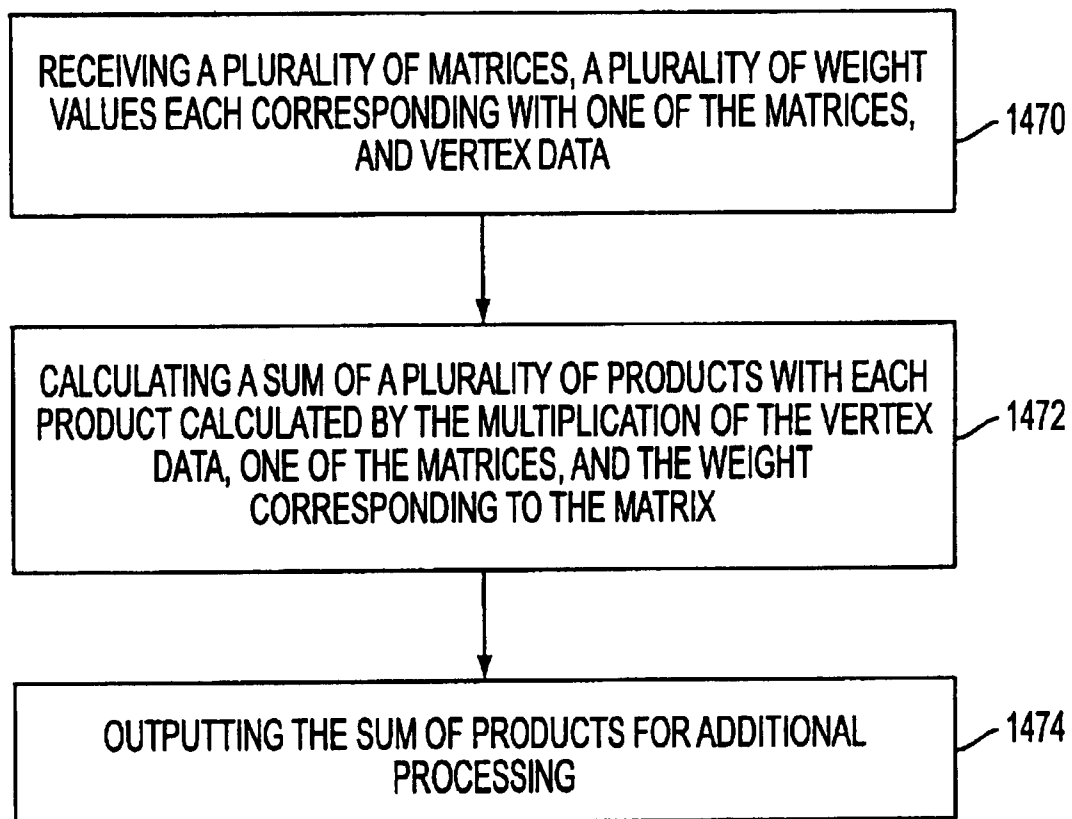 RECEIVING A PLURALITY OF MATRICES, A PLURALITY OF WEIGHT
VALUES EACH CORRESPONDING WITH ONE OF THE MATRICES,
AND VERTEX DATA
1470
CALCULATING A SUM OF A PLURALITY OF PRODUCTS WITH EACH
PRODUCT CALCULATED BY THE MULTIPLICATION OF THE VERTEX
DATA, ONE OF THE MATRICES, AND THE WEIGHT
CORRESPONDING TO THE MATRIX
1472
OUTPUTTING THE SUM OF PRODUCTS FOR ADDITIONAL
PROCESSING
1474